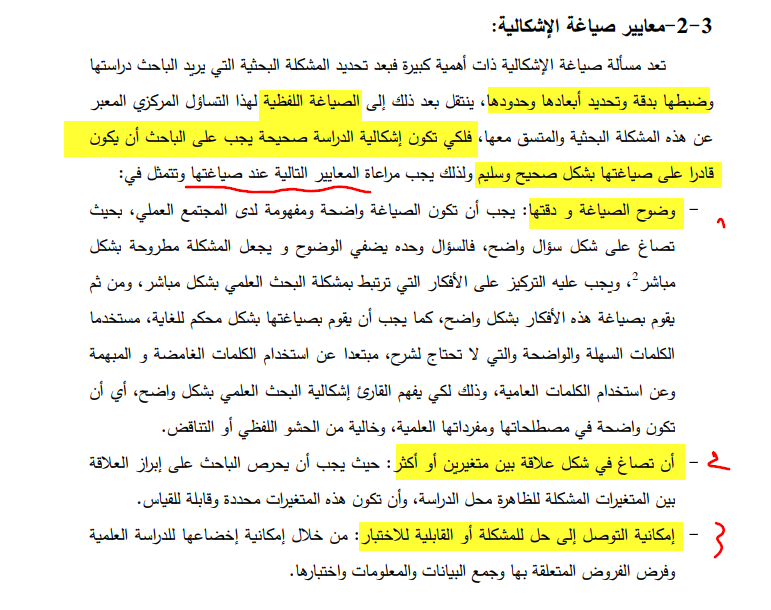 3-2-معايير صياغة الإشكالية:
تعد مسألة صياغة الإشكالية ذات أهمية كبيرة فبعد تحديد المشكلة البحثية التي يريد الباحث دراستها
وضبطها بدقة وتحديد أبعادها وحدودها، ينتقل بعد ذلك إلى الصياغة اللفظية لهذا التساؤل المركزي المعبر
عن هذه المشكلة البحثية والمتسق معها، فلكي تكون إشكالية الدراسة صحيحة يجب على الباحث أن يكون
قادرا على صياغتها بشكل صحيح وسليم ولذلك يجب مراعاة المعايير التالية عند صياغتها وتتمثل في:
- وضوح الصياغة و دقتها: يجب أن تكون الصياغة واضحة ومفهومة لدى المجتمع العملي، بحيث
تصاغ على شكل سؤال واضح، فالسؤال وحده يضفي الوضوح و يجعل المشكلة مطروحة بشكل
مباشر2، ويجب عليه التركيز على الأفكار التي ترتبط بمشكلة البحث العلمي بشكل مباشر، ومن ثم
يقوم بصياغة هذه الأفكار بشكل واضح، كما يجب أن يقوم بصياغتها بشكل محكم للغاية، مستخدما
الكلمات السهلة والواضحة والتي لا تحتاج لشرح، مبتعدا عن استخدام الكلمات الغامضة و المبهمة
وعن استخدام الكلمات العامية، وذلك لكي يفهم القارئ إشكالية البحث العلمي بشكل واضح، أي أن
تكون واضحة في مصطلحاتها ومفرداتها العلمية، وخالية من الحشو اللفظي أو التناقض.
- أن تصاغ في شكل علاقة بين متغيرين أو أكثر: حيث يجب أن يحرص الباحث على إبراز العلاقة
بين المتغيرات المشكلة للظاهرة محل الدراسة، وأن تكون هذه المتغيرات محددة وقابلة للقياس.
- إمكانية التوصل إلى حل للمشكلة أو القابلية للاختبار: من خلال إمكانية إخضاعها للدراسة العلمية
وفرض الفروض المتعلقة بها وجمع البيانات والمعلومات واختبارها.